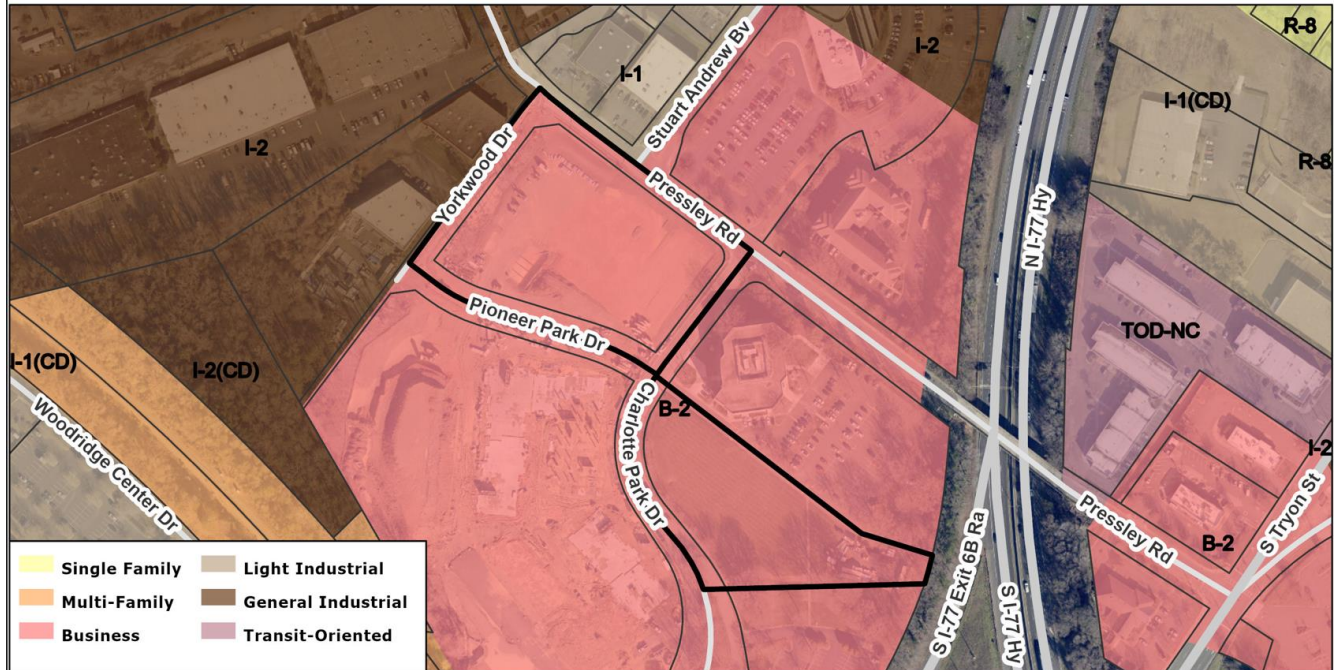 R-8
I-2
I-1
Stuart Andrew Bv
I-1(CD)
I-2
R-8
Yorkwood Dr
Pressley Rd
N I-77 Hy
Pioneer Park Dr
TOD-NC
I-1(CD)
I-2(CD)
B-2
Woodridge Center Dr
Charlotte Park Dr
I-2
Pressley Rd
S Tryon St
B-2
S I-77 Exit 6B Ra
S I-77 Hy
Single Family
Light Industrial
Multi-Family
General Industrial
Business
Transit-Oriented